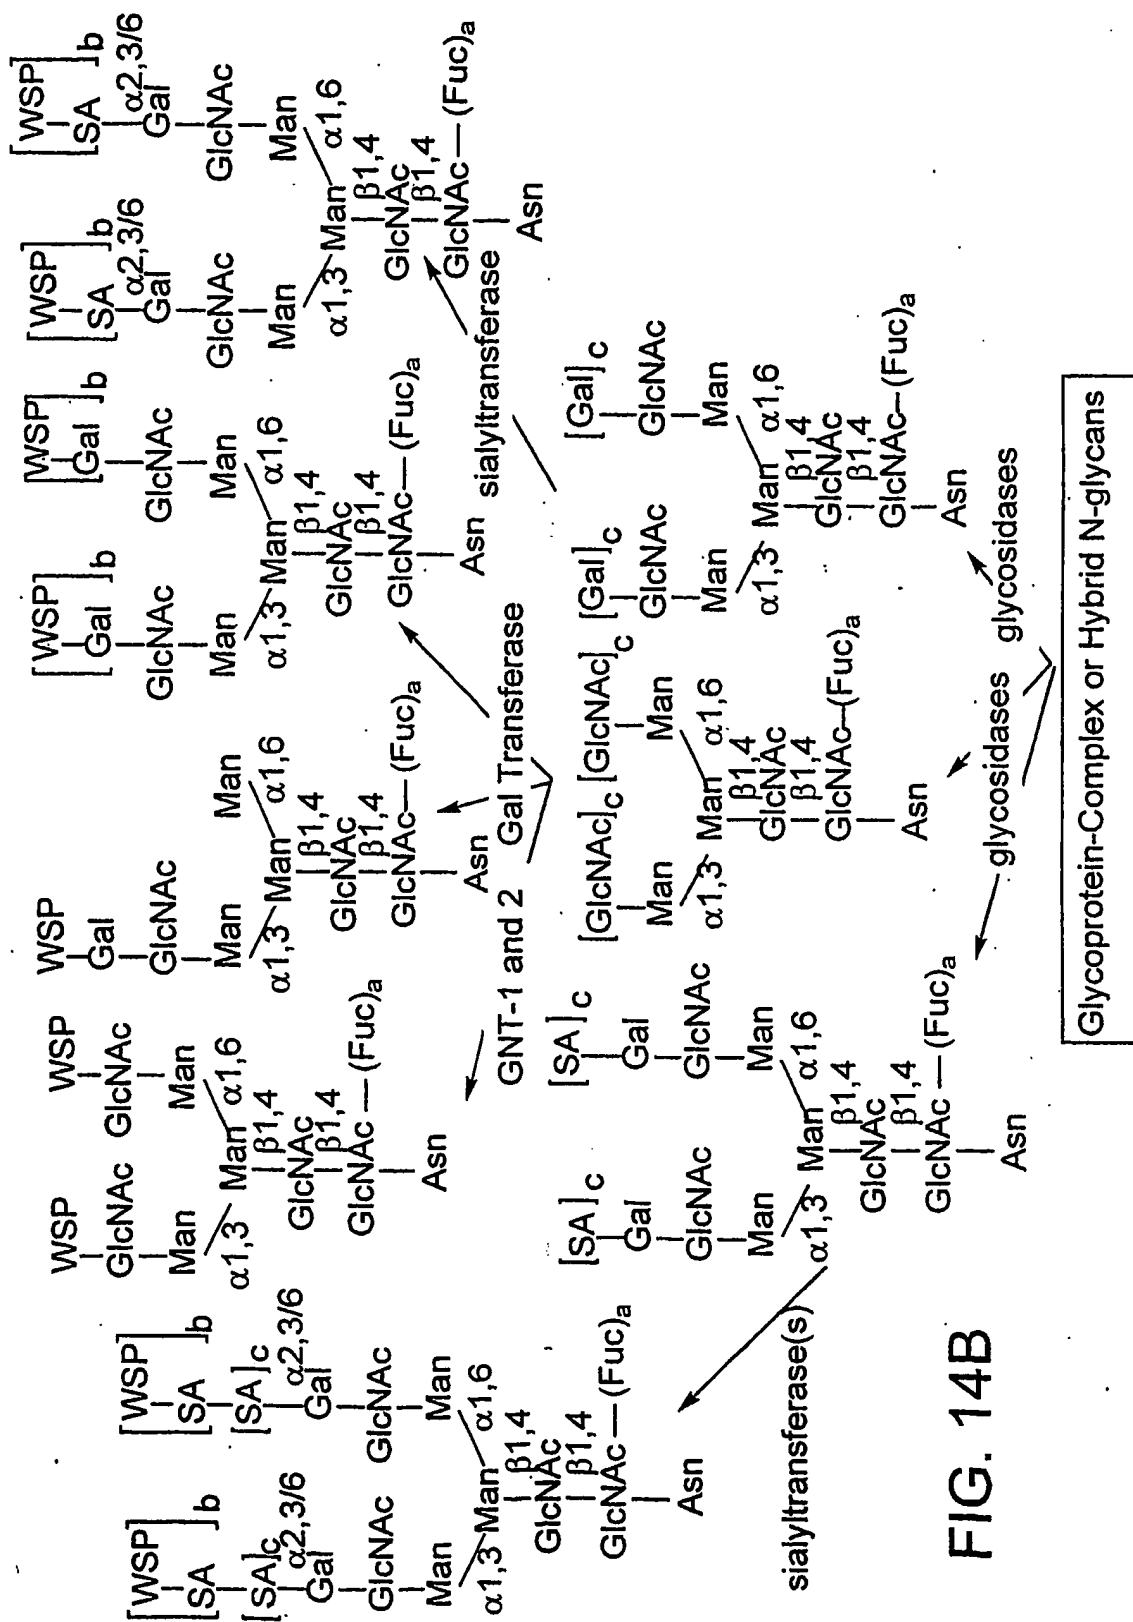 [[WSP]
[SA]b
[SA]c
α2,3/6
Gal
GlcNAc
Man
α1,3
[[WSP]
[SA]b
[SA]c
α2,3/6
Gal
GlcNAc
Man
α1,6
Man
β1,4
GlcNAc
β1,4
GlcNAc—(Fuc)a
Asn
WSP
GlcNAc
Man
α1,3
WSP
GlcNAc
Man
α1,6
Man
β1,4
GlcNAc
β1,4
GlcNAc—(Fuc)a
Asn
WSP
Gal
GlcNAc
Man
α1,3
Man
α1,6
Man
β1,4
GlcNAc
β1,4
GlcNAc—(Fuc)a
Asn
[[WSP]
[Gal]b
GlcNAc
Man
α1,3
[[WSP]
[Gal]b
GlcNAc
Man
α1,6
Man
β1,4
GlcNAc
β1,4
GlcNAc—(Fuc)a
Asn
[[WSP]
[SA]b
α2,3/6
Gal
GlcNAc
Man
α1,3
[[WSP]
[SA]b
α2,3/6
Gal
GlcNAc
Man
α1,6
Man
β1,4
GlcNAc
β1,4
GlcNAc—(Fuc)a
Asn
sialyltransferase(s)
GNT-1 and 2
Gal Transferase
sialyltransferase
[SA]c
Gal
GlcNAc
Man
α1,3
[SA]c
Gal
GlcNAc
Man
α1,6
Man
β1,4
GlcNAc
β1,4
GlcNAc—(Fuc)a
Asn
[GlcNAc]c
Man
α1,3
[GlcNAc]c
Man
α1,6
Man
β1,4
GlcNAc
β1,4
GlcNAc—(Fuc)a
Asn
[Gal]c
GlcNAc
Man
α1,3
[Gal]c
GlcNAc
Man
α1,6
Man
β1,4
GlcNAc
β1,4
GlcNAc—(Fuc)a
Asn
glycosidases
glycosidases
Glycoprotein-Complex or Hybrid N-glycans
FIG. 14B